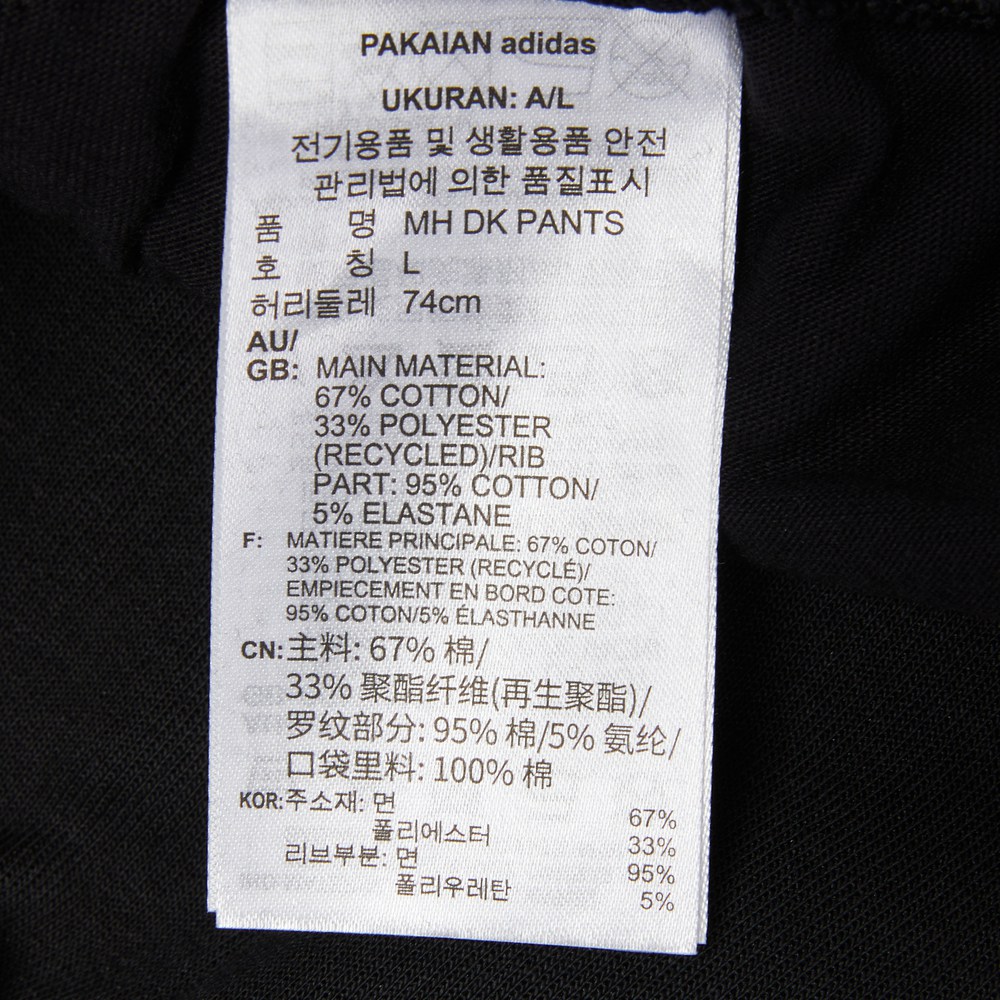 PAKAIAN adidas
UKURAN: A/L
전기용품 및 생활용품 안전
관리법에 의한 품질표시
품 명 MH DK PANTS
호 칭 L
허리둘레 74cm
AU/
GB: MAIN MATERIAL:
67% COTTON/
33% POLYESTER
(RECYCLED)/RIB
PART: 95% COTTON/
5% ELASTANE
F: MATIERE PRINCIPALE: 67% COTON/
33% POLYESTER (RECYCLÉ)/
EMPIECEMENT EN BORD COTE:
95% COTON/5% ÉLASTHANNE
CN: 主料: 67% 棉/
33% 聚酯纤维(再生聚酯)/
罗纹部分: 95% 棉/5% 氨纶/
口袋里料: 100% 棉
KOR: 주소재: 면 67%
폴리에스터 33%
리브부분: 면 95%
폴리우레탄 5%